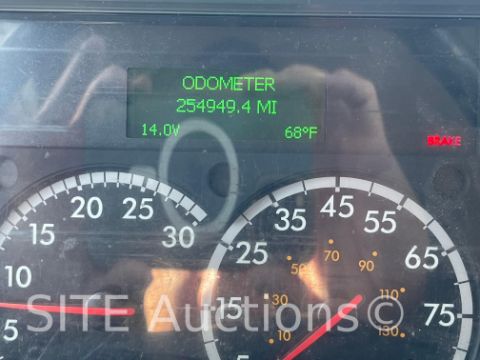 ODOMETER
254949.4 MI
14.0V 68°F
BRAKE
5 10 15 20 25 30
5 15 25 35 45 55 65 75
10 30 50 70 90 110 130
SITE Auctions©